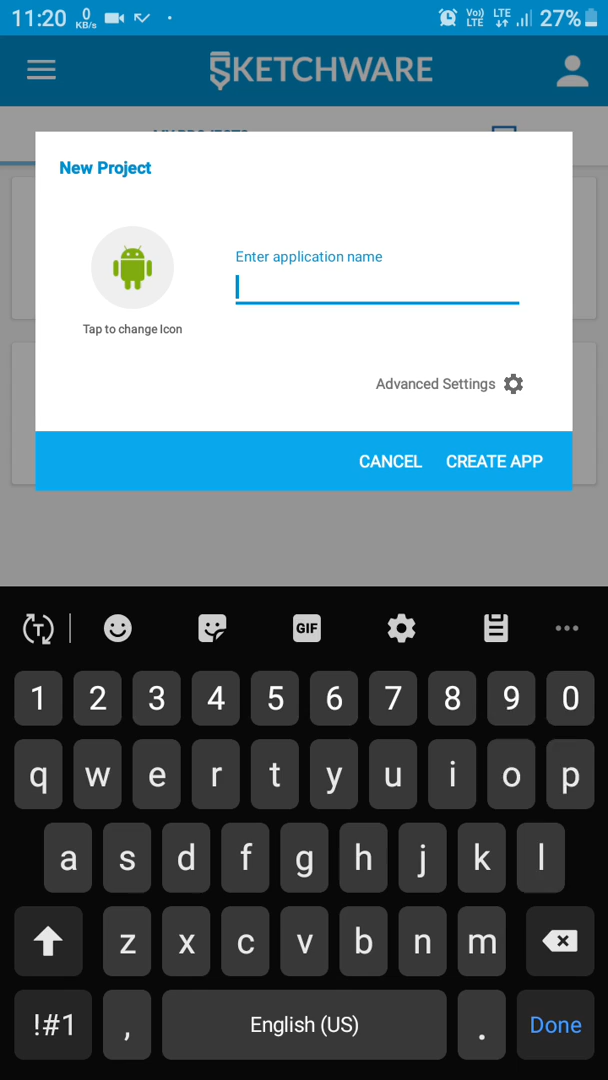 11:20 0 KB/s Vo)) LTE LTE 27%
SKETCHWARE
New Project
Enter application name
Tap to change Icon
Advanced Settings
CANCEL CREATE APP
T GIF
1 2 3 4 5 6 7 8 9 0
q w e r t y u i o p
a s d f g h j k l
z x c v b n m
!#1 , English (US) . Done